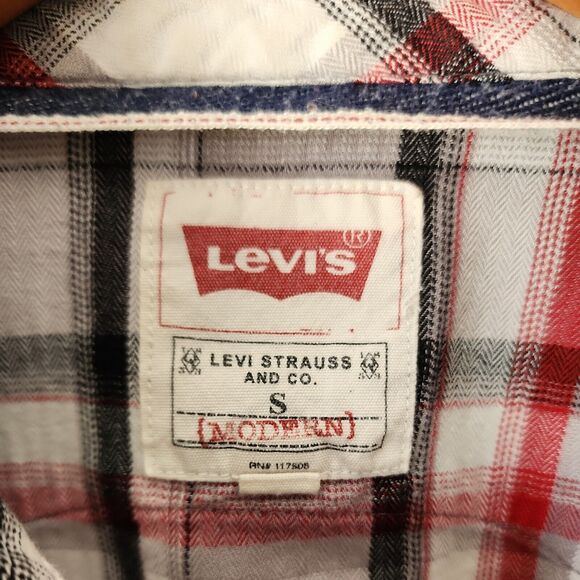 LEVI'S ®
LEVI STRAUSS
AND CO.
S
[MODERN]
RN# 117808